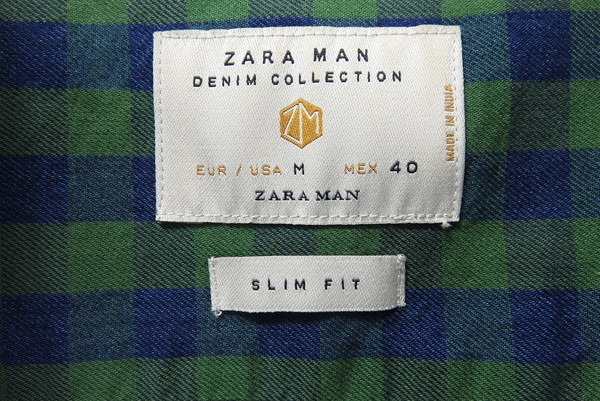 ZARA MAN
DENIM COLLECTION
ZM
MADE IN INDIA
EUR / USA M MEX 40
ZARA MAN
SLIM FIT